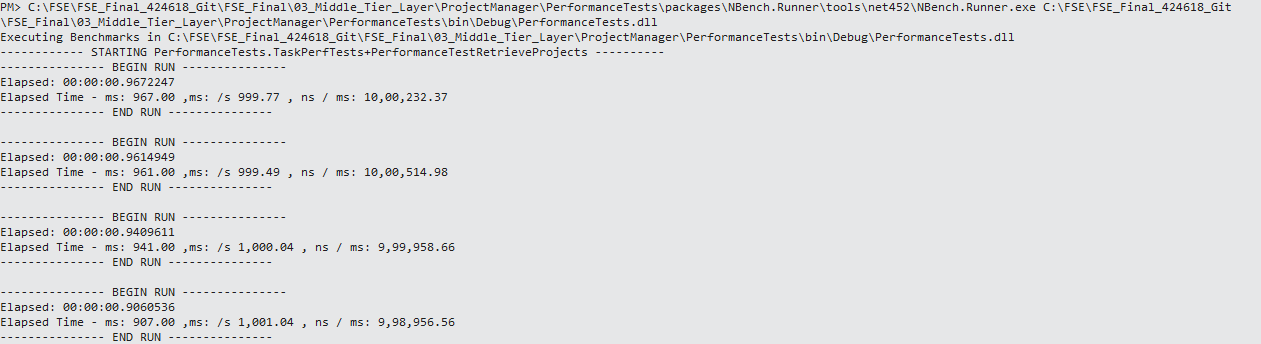 PM> C:\FSE\FSE_Final_424618_Git\FSE_Final\03_Middle_Tier_Layer\ProjectManager\PerformanceTests\packages\NBench.Runner\tools\net452\NBench.Runner.exe C:\FSE\FSE_Final_424618_Git
\FSE_Final\03_Middle_Tier_Layer\ProjectManager\PerformanceTests\bin\Debug\PerformanceTests.dll
Executing Benchmarks in C:\FSE\FSE_Final_424618_Git\FSE_Final\03_Middle_Tier_Layer\ProjectManager\PerformanceTests\bin\Debug\PerformanceTests.dll
------------ STARTING PerformanceTests.TaskPerfTests+PerformanceTestRetrieveProjects ----------
--------------- BEGIN RUN ---------------
Elapsed: 00:00:00.9672247
Elapsed Time - ms: 967.00 ,ms: /s 999.77 , ns / ms: 10,00,232.37
--------------- END RUN ---------------
--------------- BEGIN RUN ---------------
Elapsed: 00:00:00.9614949
Elapsed Time - ms: 961.00 ,ms: /s 999.49 , ns / ms: 10,00,514.98
--------------- END RUN ---------------
--------------- BEGIN RUN ---------------
Elapsed: 00:00:00.9409611
Elapsed Time - ms: 941.00 ,ms: /s 1,000.04 , ns / ms: 9,99,958.66
--------------- END RUN ---------------
--------------- BEGIN RUN ---------------
Elapsed: 00:00:00.9060536
Elapsed Time - ms: 907.00 ,ms: /s 1,001.04 , ns / ms: 9,98,956.56
--------------- END RUN ---------------